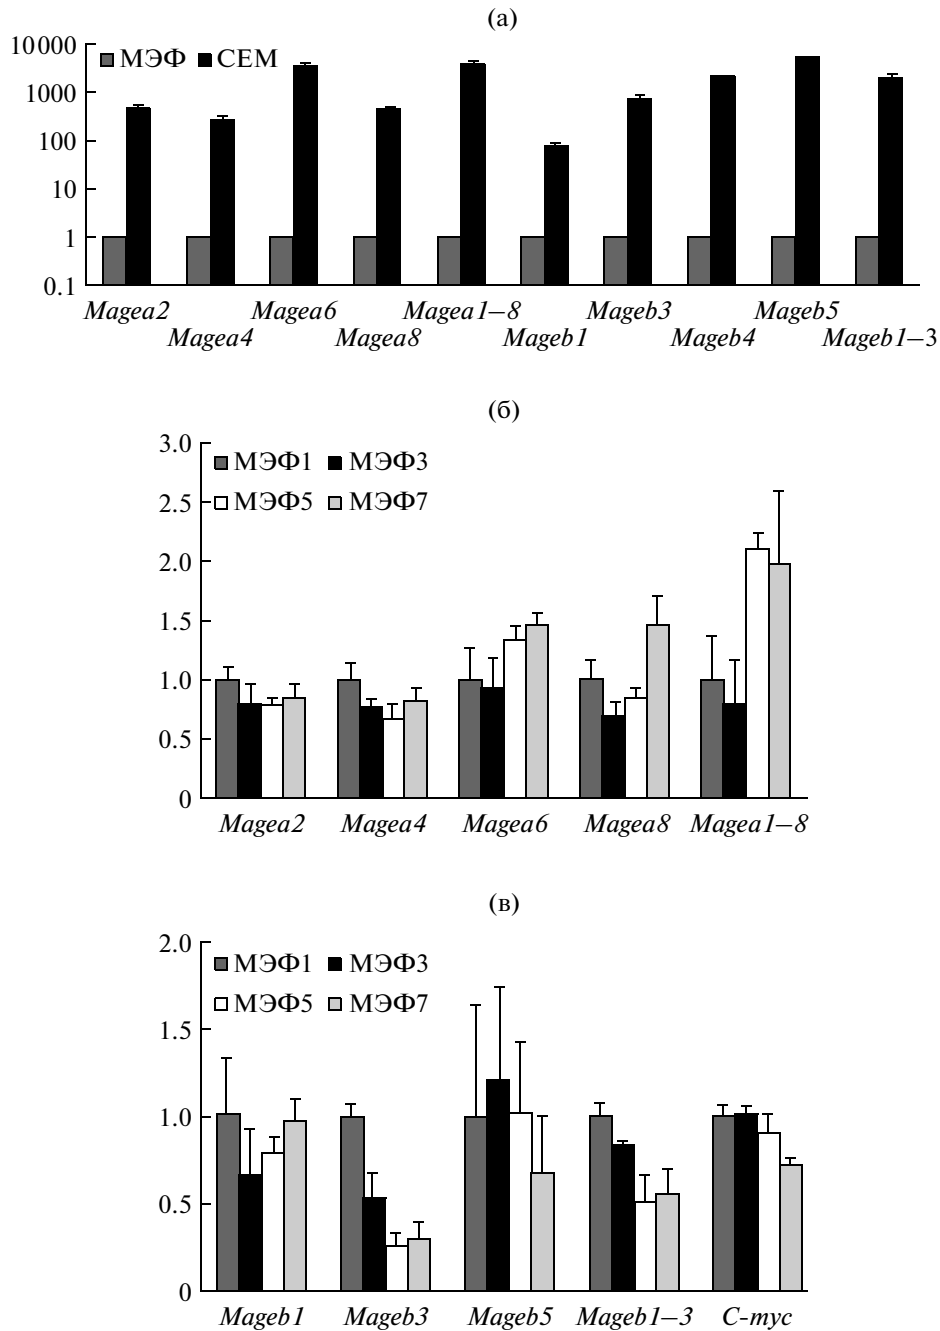 (а)
10 000
МЭФ СЕМ
1000
100
10
1
0.1
Magea2 Magea6 Magea1–8 Mageb3 Mageb5
Magea4 Magea8 Mageb1 Mageb4 Mageb1–3
(б)
3.0
МЭФ1 МЭФ3
2.5
МЭФ5 МЭФ7
2.0
1.5
1.0
0.5
0
Magea2 Magea4 Magea6 Magea8 Magea1–8
(в)
2.0
МЭФ1 МЭФ3
МЭФ5 МЭФ7
1.5
1.0
0.5
0
Mageb1 Mageb3 Mageb5 Mageb1–3 C-myc